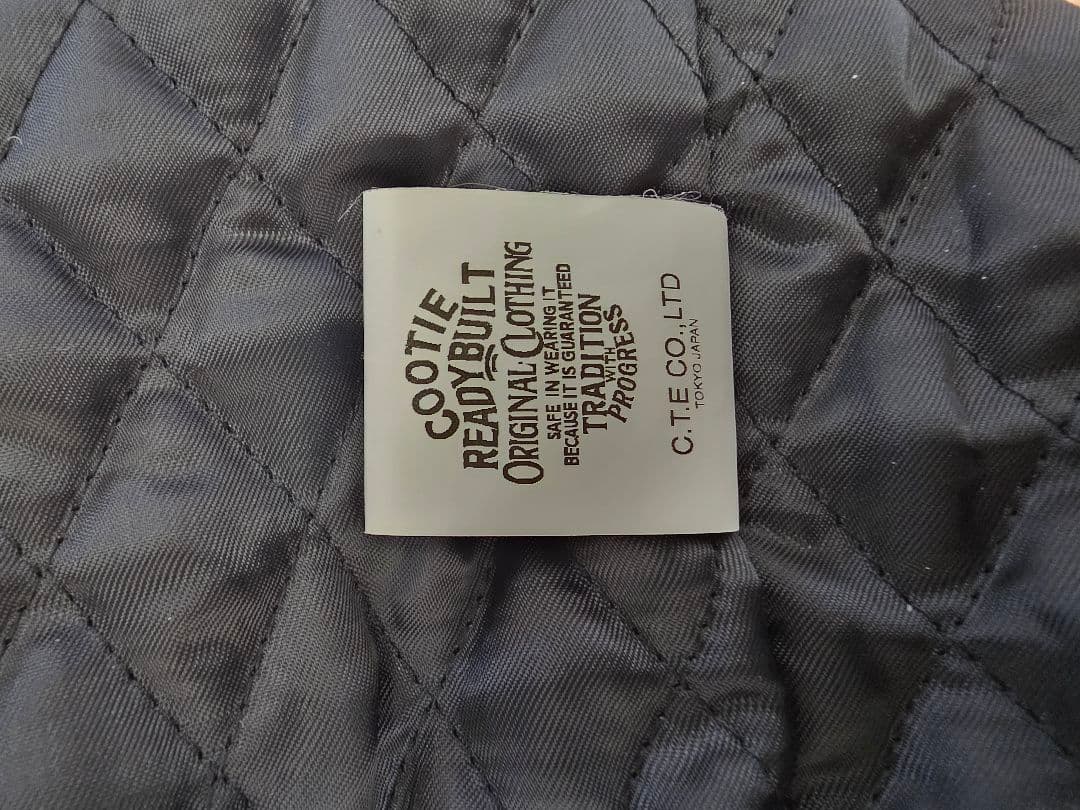 COOTIE
READYBUILT
ORIGINAL CLOTHING
SAFE IN WEARING IT
BECAUSE IT IS GUARANTEED
TRADITION
WITH
PROGRESS
C.T.E CO.,LTD
TOKYO JAPAN